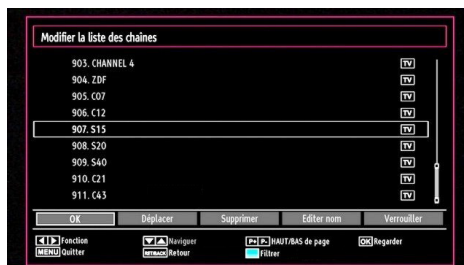 Modifier la liste des chaînes
903. CHANNEL 4 TV
904. ZDF TV
905. C07 TV
906. C12 TV
907. S15 TV
908. S20 TV
909. S40 TV
910. C21 TV
911. C43 TV
OK Déplacer Supprimer Editer nom Verrouiller
Fonction Naviguer P+ P- HAUT/BAS de page OK Regarder
MENU Quitter RET/BACK Retour Filtrer